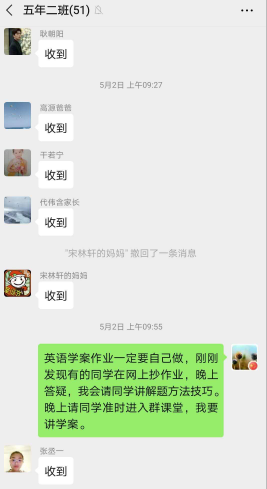 五年二班(51)
耿朝阳
收到
5月2日 上午09:27
高源爸爸
收到
干若宁
收到
代伟含家长
收到
"宋林轩的妈妈" 撤回了一条消息
宋林轩的妈妈
收到
5月2日 上午09:55
英语学案作业一定要自己做，刚刚
发现有的同学在网上抄作业，晚上
答疑，我会请同学讲解题方法技巧。
晚上请同学准时进入群课堂，我要
讲学案。
张丞一
收到